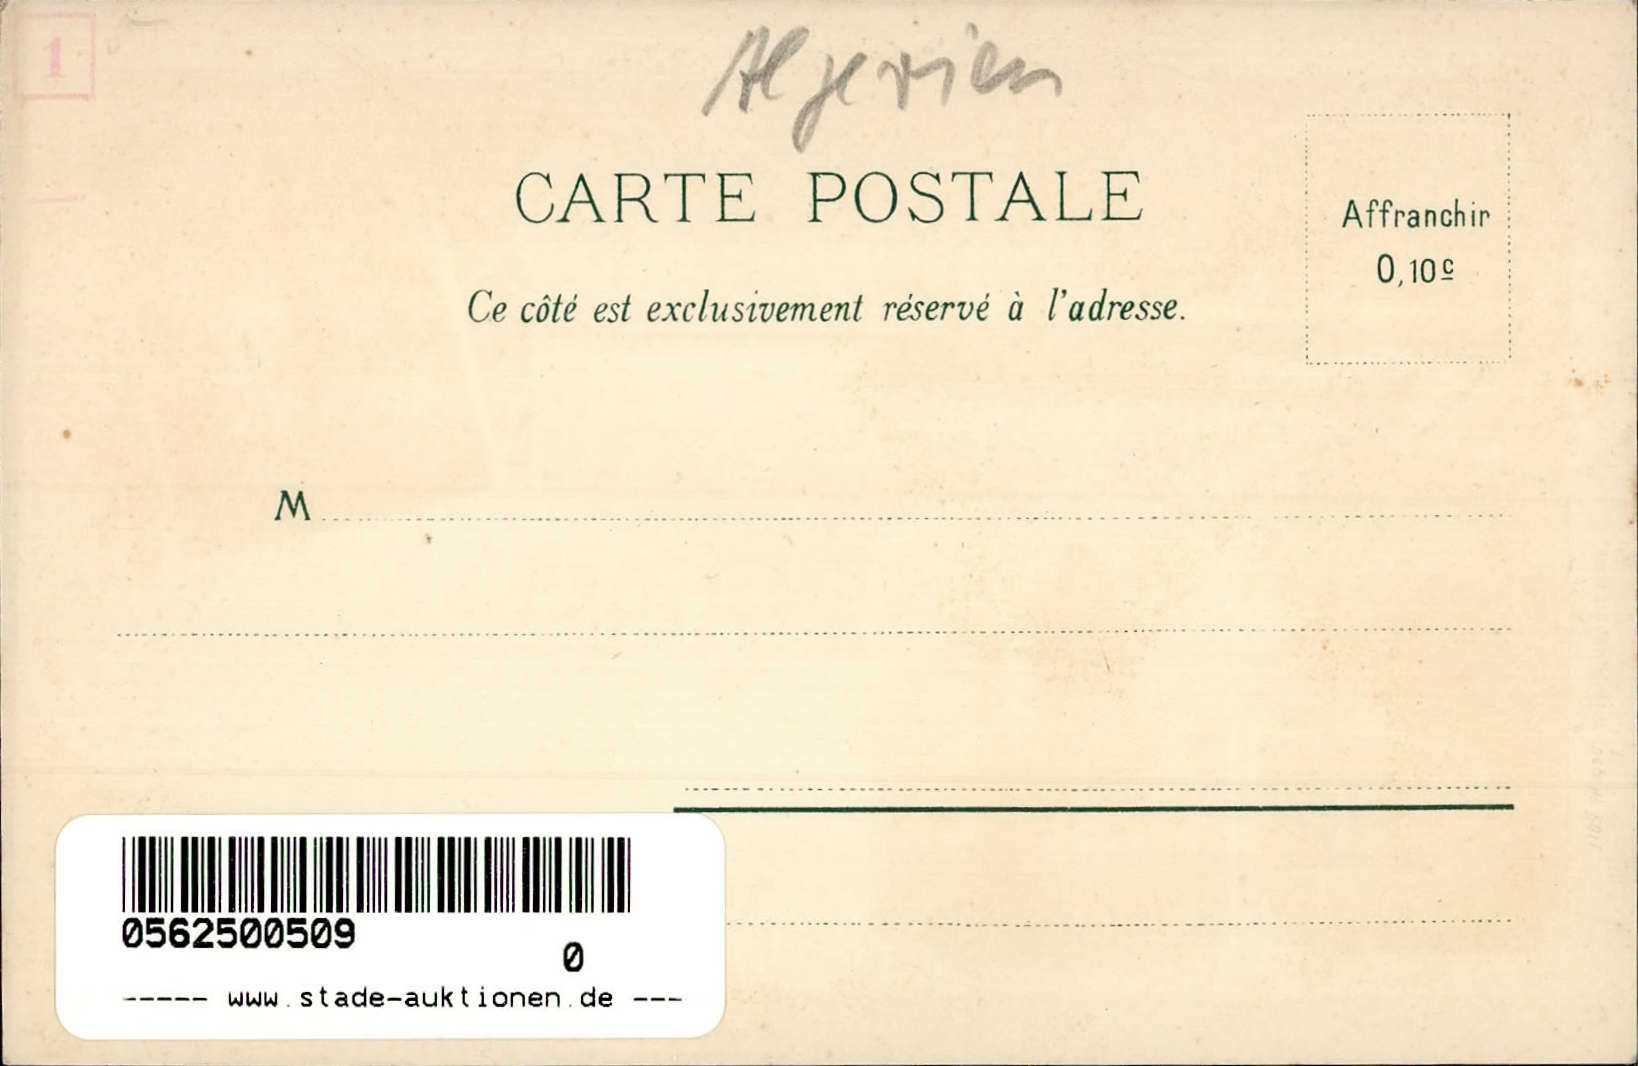 1
Algerien
CARTE POSTALE
Affranchir
0,10c
Ce côté est exclusivement réservé à l'adresse.
M
0562500509
0
----- www.stade-auktionen.de ---